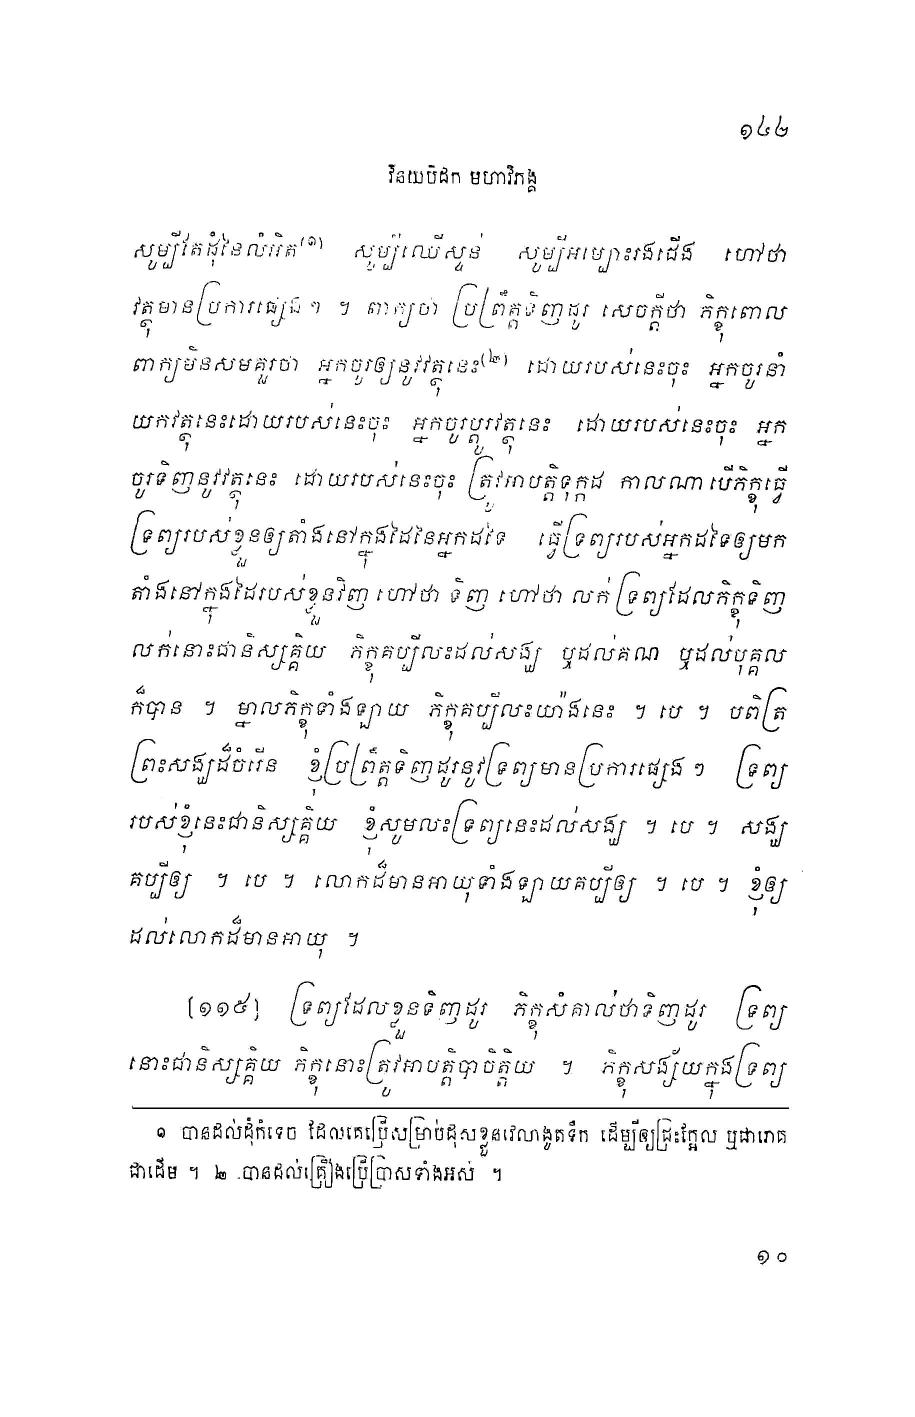 ១៤២
វិនយបិដក មហាវិភង្គ
សូម្បីតែដុំនៃលំអិត(១) សូម្បីឈើស្ទន់ សូម្បីអម្បោះរងជើង ហៅថា
វត្ថុមានប្រការផ្សេងៗ ។ ពាក្យថា ប្រព្រឹត្តទិញដូរ សេចក្តីថា ភិក្ខុពោល
ពាក្យមិនសមគួរថា អ្នកចូរឲ្យនូវវត្ថុនេះ(២) ដោយរបស់នេះចុះ អ្នកចូរនាំ
យកវត្ថុនេះដោយរបស់នេះចុះ អ្នកចូរប្តូរវត្ថុនេះ ដោយរបស់នេះចុះ អ្នក
ចូរទិញនូវវត្ថុនេះ ដោយរបស់នេះចុះ ត្រូវអាបត្តិទុក្កដ កាលណាបើភិក្ខុធ្វើ
ទ្រព្យរបស់ខ្លួនឲ្យតាំងនៅក្នុងដៃនៃអ្នកដទៃ ធ្វើទ្រព្យរបស់អ្នកដទៃឲ្យមក
តាំងនៅក្នុងដៃរបស់ខ្លួនវិញ ហៅថា ទិញ ហៅថា លក់ ទ្រព្យដែលភិក្ខុទិញ
លក់នោះជានិស្សគ្គិយ ភិក្ខុគប្បីលះដល់សង្ឃ ឬដល់គណ ឬដល់បុគ្គល
ក៏បាន ។ ម្នាលភិក្ខុទាំងឡាយ ភិក្ខុគប្បីលះយ៉ាងនេះ ។ បេ ។ បពិត្រ
ព្រះសង្ឃដ៏ចំរើន ខ្ញុំប្រព្រឹត្តទិញដូរនូវទ្រព្យមានប្រការផ្សេងៗ ទ្រព្យ
របស់ខ្ញុំនេះជានិស្សគ្គិយ ខ្ញុំសូមលះទ្រព្យនេះដល់សង្ឃ ។ បេ ។ សង្ឃ
គប្បីឲ្យ ។ បេ ។ លោកដ៏មានអាយុទាំងឡាយគប្បីឲ្យ ។ បេ ។ ខ្ញុំឲ្យ
ដល់លោកដ៏មានអាយុ ។
[១១៥] ទ្រព្យដែលខ្លួនទិញដូរ ភិក្ខុសំគាល់ថាទិញដូរ ទ្រព្យ
នោះជានិស្សគ្គិយ ភិក្ខុនោះត្រូវអាបត្តិបាចិត្តិយ ។ ភិក្ខុសង្ស័យក្នុងទ្រព្យ
១ បានដល់ដុំកំទេច ដែលគេប្រើសម្រាប់ដុសខ្លួនវេលាងូតទឹក ដើម្បីឲ្យជ្រះក្អែល ឬជារោគ
ជាដើម ។ ២ បានដល់គ្រឿងប្រើប្រាសទាំងអស់ ។
១០